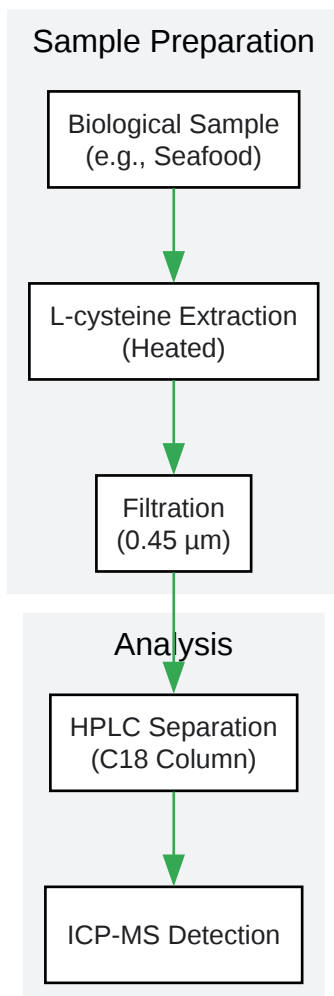 Sample Preparation
Biological Sample
(e.g., Seafood)
L-cysteine Extraction
(Heated)
Filtration
(0.45 µm)
Analysis
HPLC Separation
(C18 Column)
ICP-MS Detection